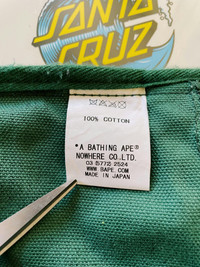 SANTA
CRUZ
100% COTTON
"A BATHING APE®
NOWHERE CO.LTD.
03 (5772) 2524
WWW.BAPE.COM
MADE IN JAPAN